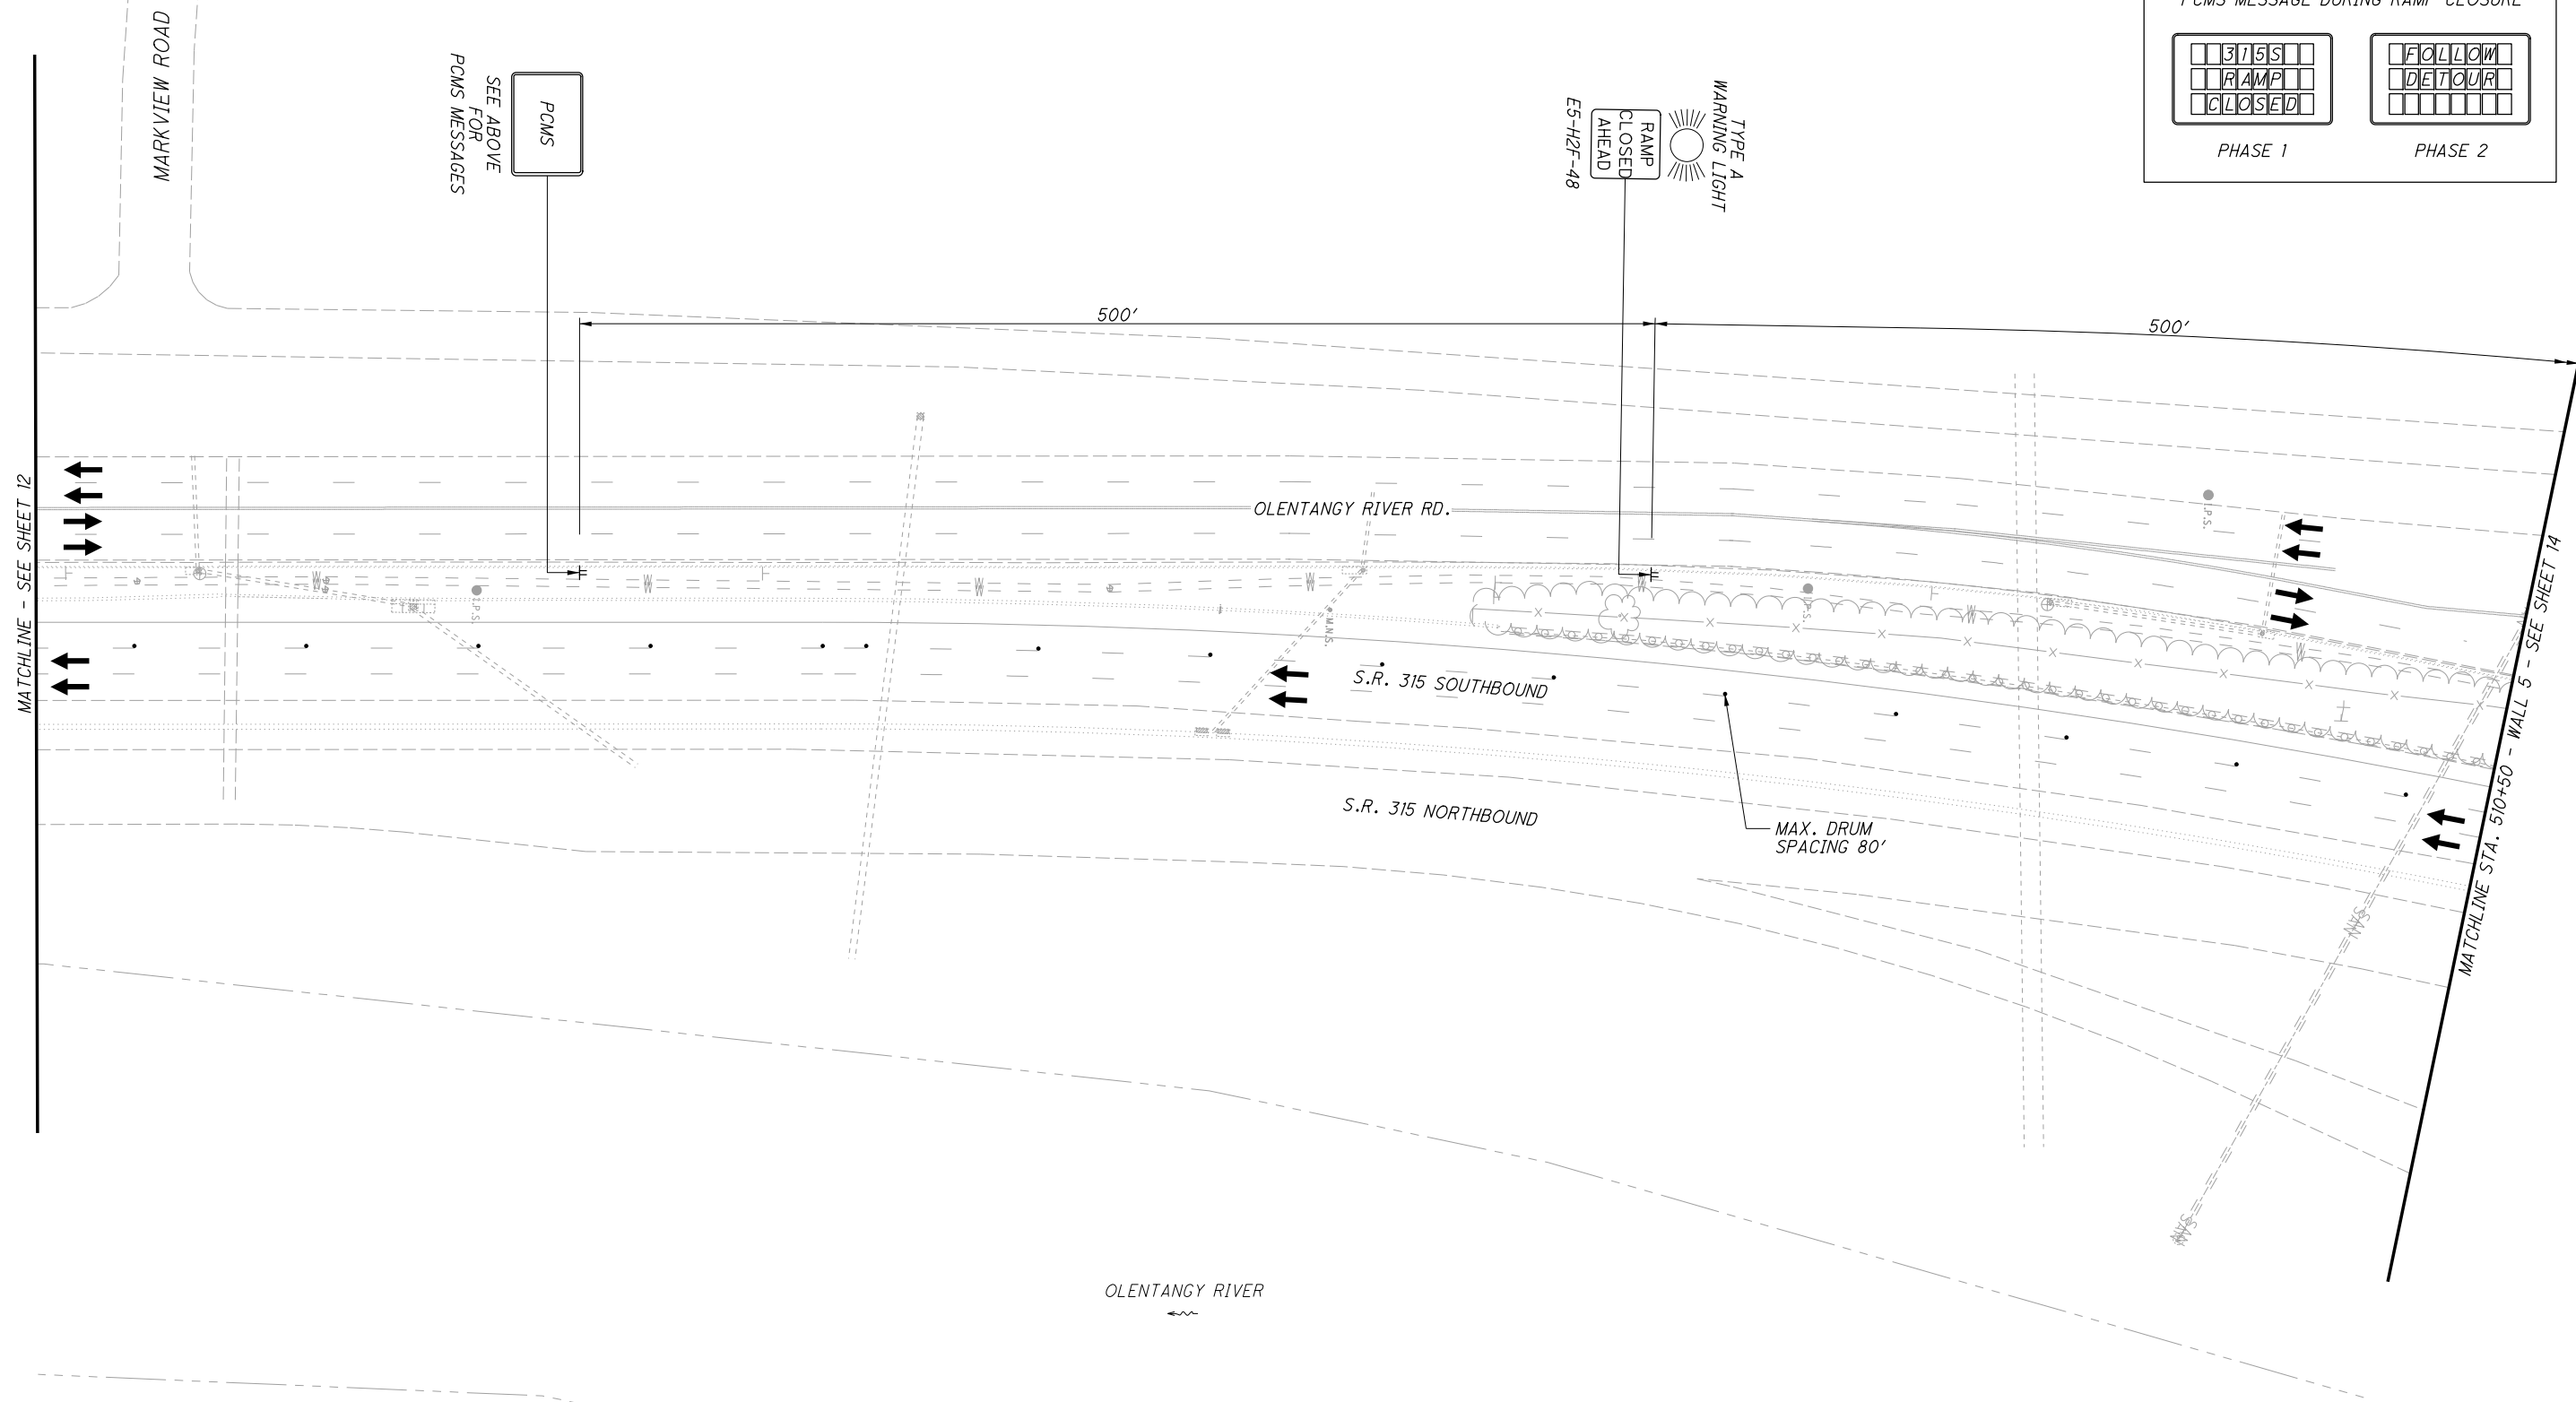 PCMS MESSAGE DURING RAMP CLOSURE
315S
RAMP
CLOSED
FOLLOW
DETOUR
PHASE 1
PHASE 2
MARKVIEW ROAD
PCMS
SEE ABOVE
FOR
PCMS MESSAGES
TYPE A
WARNING LIGHT
RAMP
CLOSED
AHEAD
E5-H2F-48
500'
500'
MATCHLINE - SEE SHEET 12
OLENTANGY RIVER RD.
W
W
W
W
W
W
W
I.P.S.
I.P.S.
I.P.S.
M.N.S.
X
X
X
X
X
X
X
X
X
X
X
X
S.R. 315 SOUTHBOUND
S.R. 315 NORTHBOUND
MAX. DRUM
SPACING 80'
MATCHLINE STA. 510+50 - WALL 5 - SEE SHEET 14
SAN
SAN
OLENTANGY RIVER